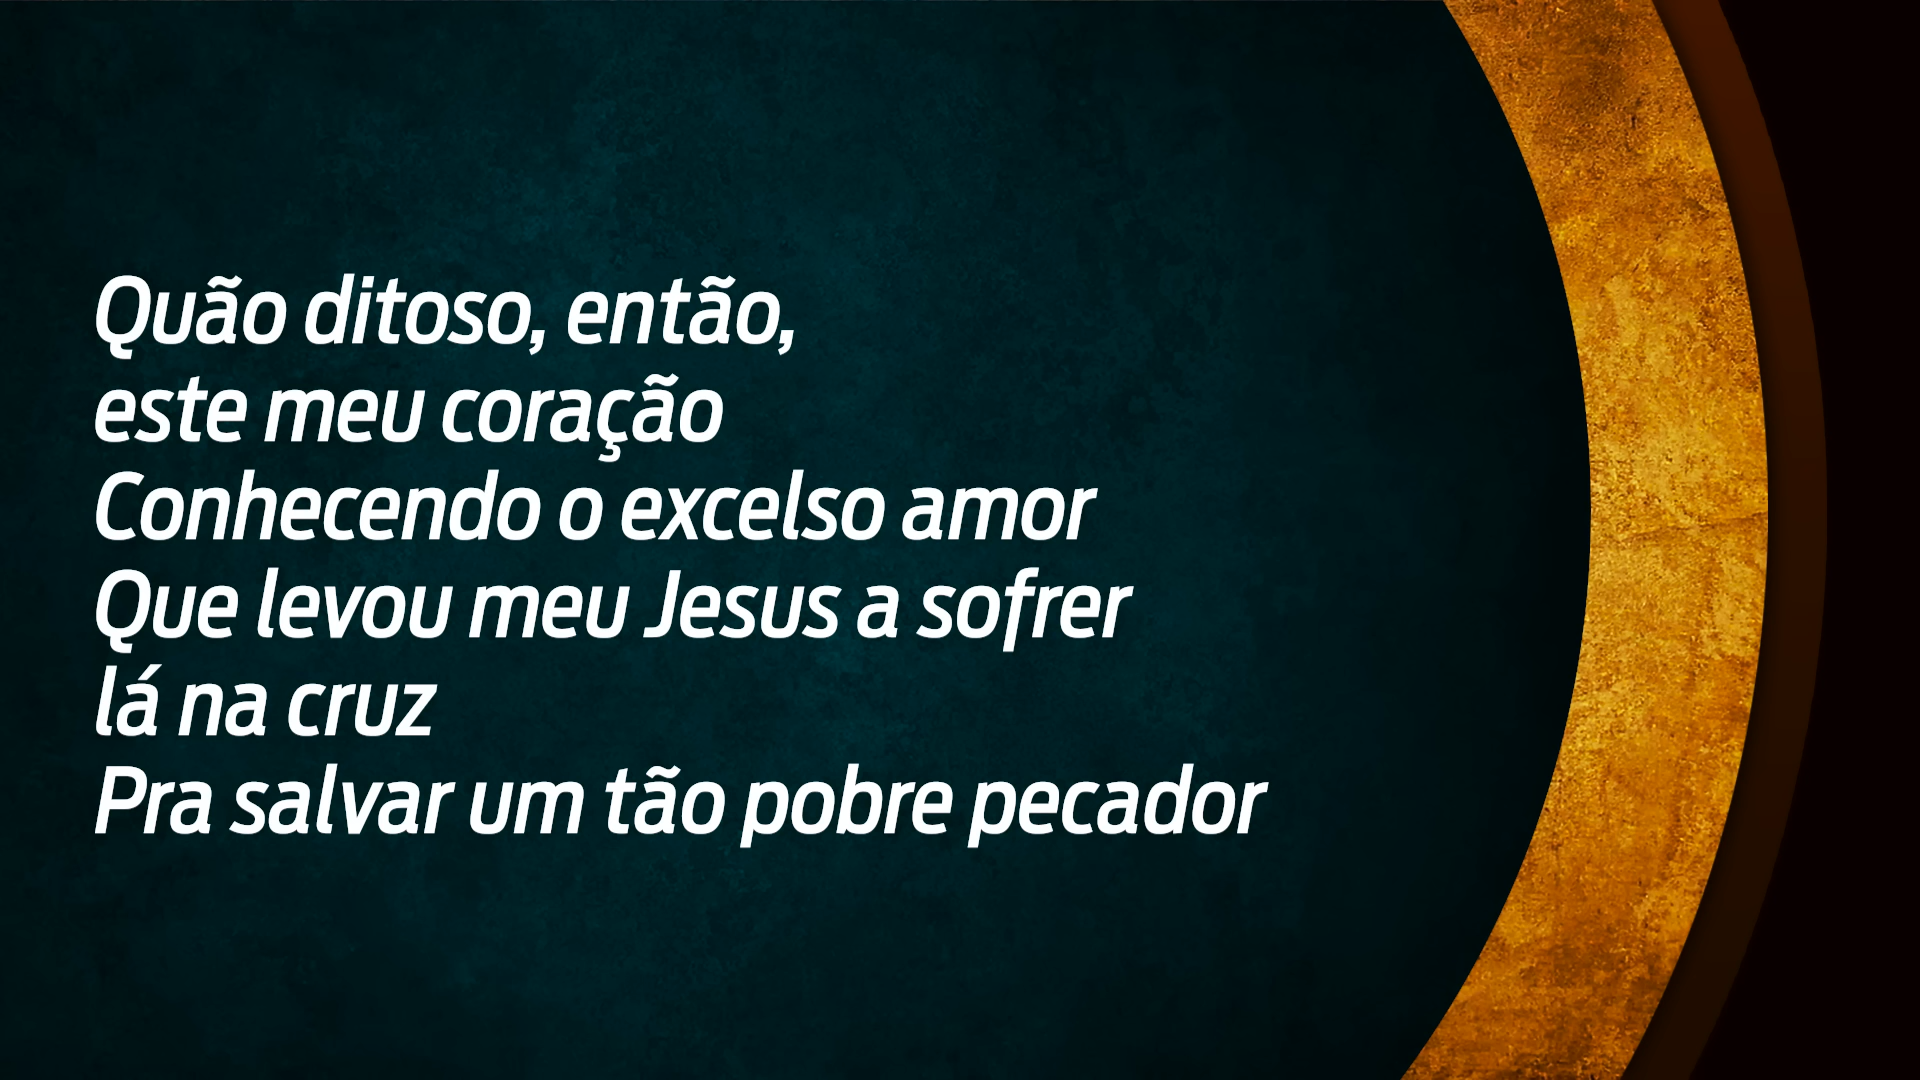 Quão ditoso, então,
este meu coração
Conhecendo o excelso amor
Que levou meu Jesus a sofrer
lá na cruz
Pra salvar um tão pobre pecador